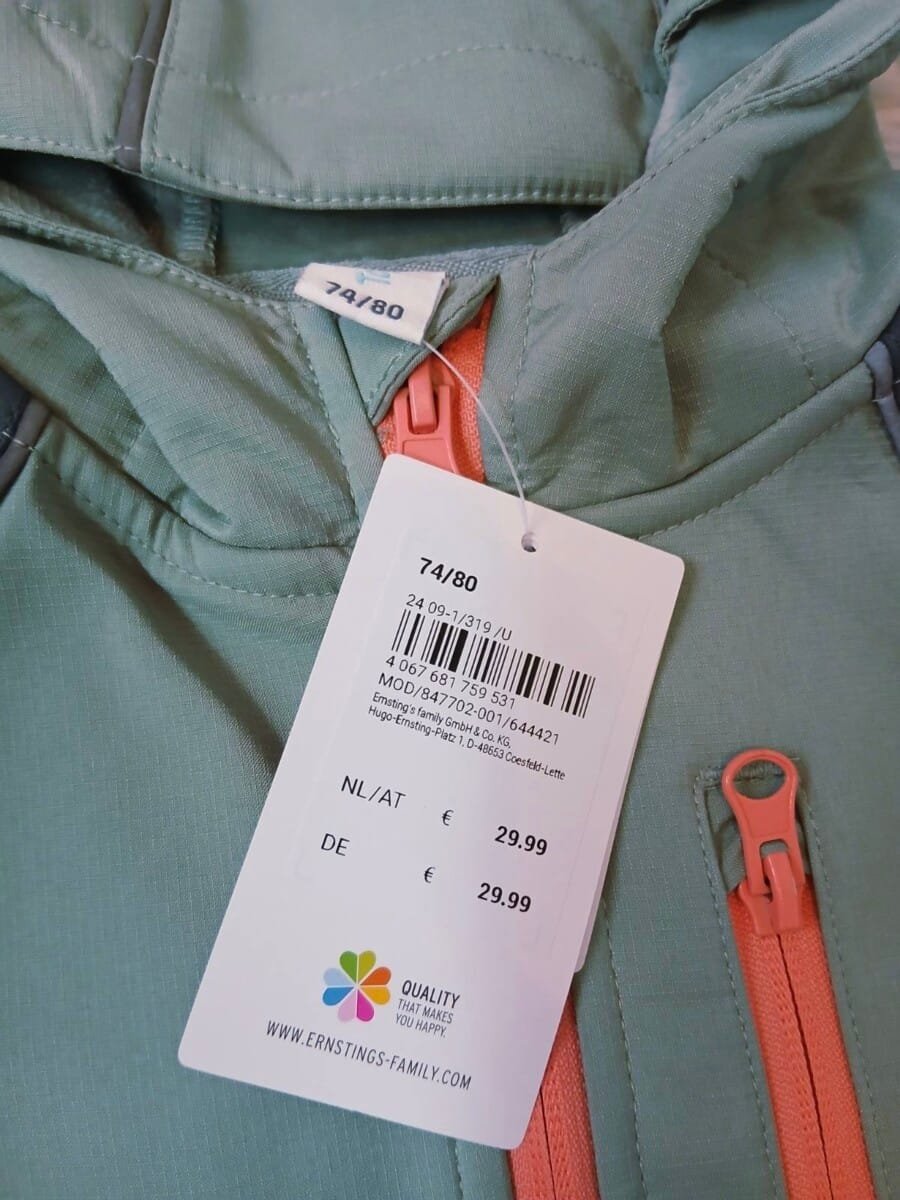 74/80
74/80
24 09-1/319 /U
4 067 681 759 531
MOD/847702-001/644421
Ernsting's family GmbH & Co. KG,
Hugo-Ernsting-Platz 1, D-48653 Coesfeld-Lette
NL/AT € 29.99
DE € 29.99
QUALITY
THAT MAKES
YOU HAPPY.
WWW.ERNSTINGS-FAMILY.COM